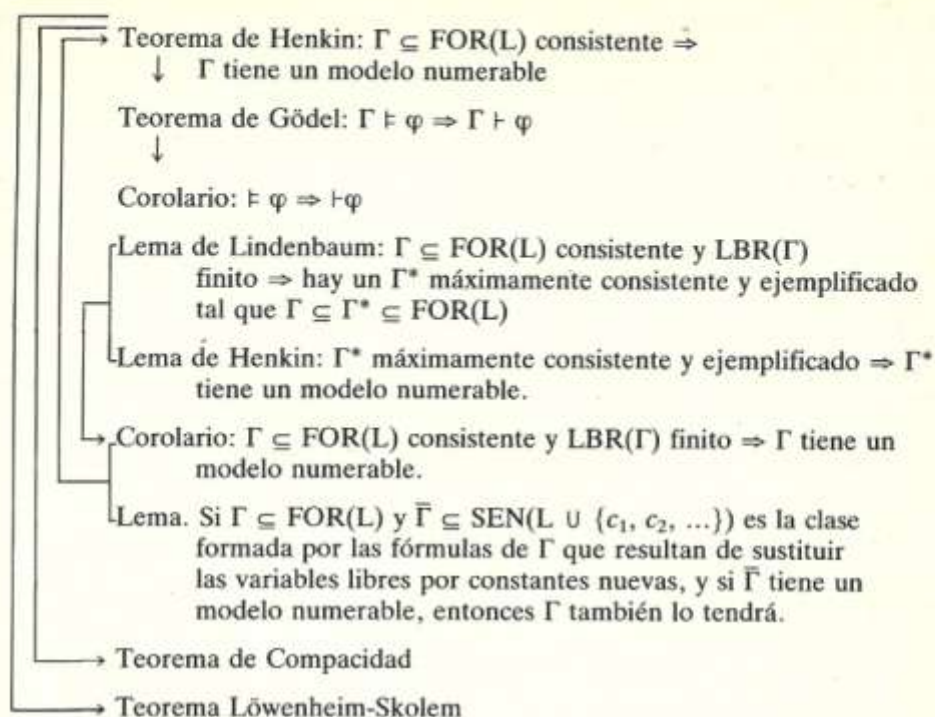 Teorema de Henkin: Γ ⊆ FOR(L) consistente ⇒
↓ Γ tiene un modelo numerable
Teorema de Gödel: Γ ⊧ φ ⇒ Γ ⊢ φ
↓
Corolario: ⊧ φ ⇒ ⊢φ
Lema de Lindenbaum: Γ ⊆ FOR(L) consistente y LBR(Γ)
finito ⇒ hay un Γ* máximamente consistente y ejemplificado
tal que Γ ⊆ Γ* ⊆ FOR(L)
Lema de Henkin: Γ* máximamente consistente y ejemplificado ⇒ Γ*
tiene un modelo numerable.
Corolario: Γ ⊆ FOR(L) consistente y LBR(Γ) finito ⇒ Γ tiene un
modelo numerable.
Lema. Si Γ ⊆ FOR(L) y Γ̅ ⊆ SEN(L ∪ {c₁, c₂, ...}) es la clase
formada por las fórmulas de Γ que resultan de sustituir
las variables libres por constantes nuevas, y si Γ̅ tiene un
modelo numerable, entonces Γ también lo tendrá.
Teorema de Compacidad
Teorema Löwenheim-Skolem